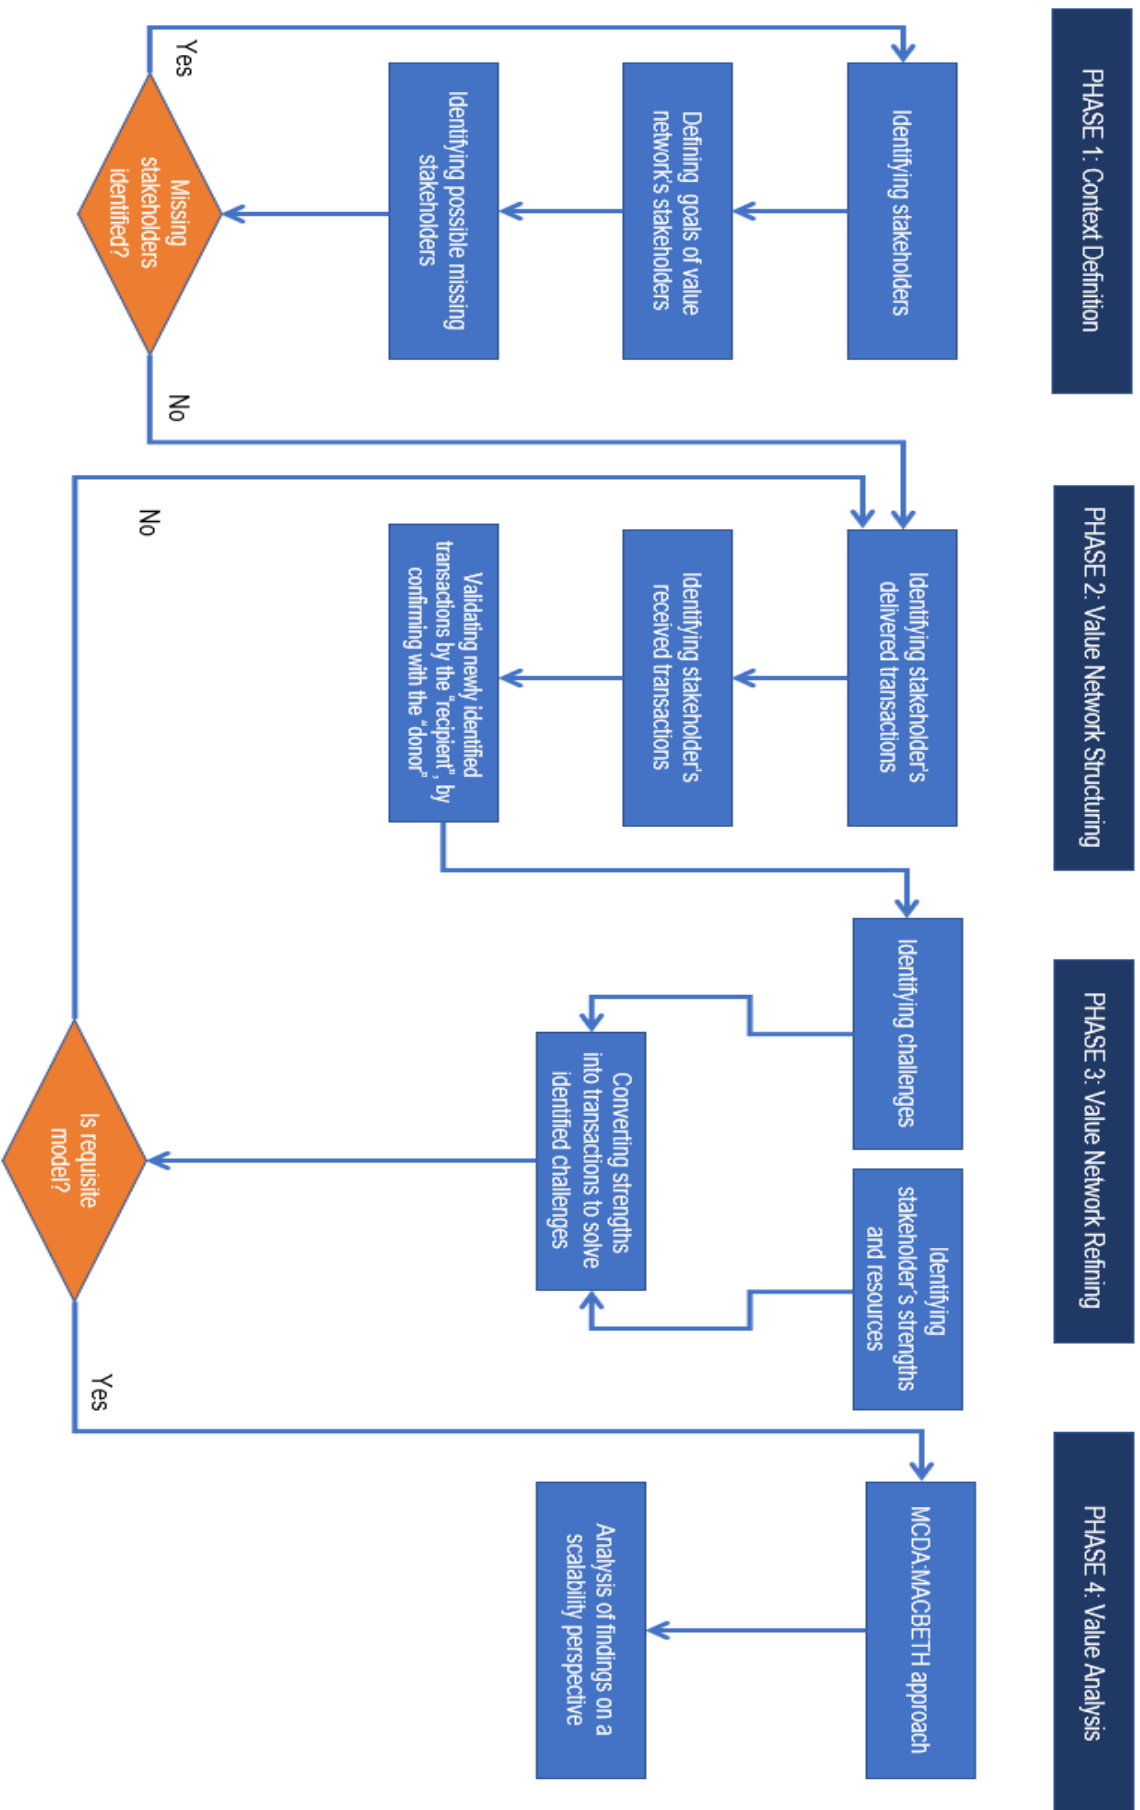 PHASE 1: Context Definition
Identifying stakeholders
Defining goals of value
network's stakeholders
Identifying possible missing
stakeholders
Missing
stakeholders
identified?
Yes
No
PHASE 2: Value Network Structuring
Identifying stakeholder's
delivered transactions
Identifying stakeholder's
received transactions
Validating newly identified
transactions by the "recipient", by
confirming with the "donor"
No
PHASE 3: Value Network Refining
Identifying challenges
Identifying
stakeholder´s strengths
and resources
Converting strengths
into transactions to solve
identified challenges
Is requisite
model?
Yes
PHASE 4: Value Analysis
MCDA:MACBETH approach
Analysis of findings on a
scalability perspective